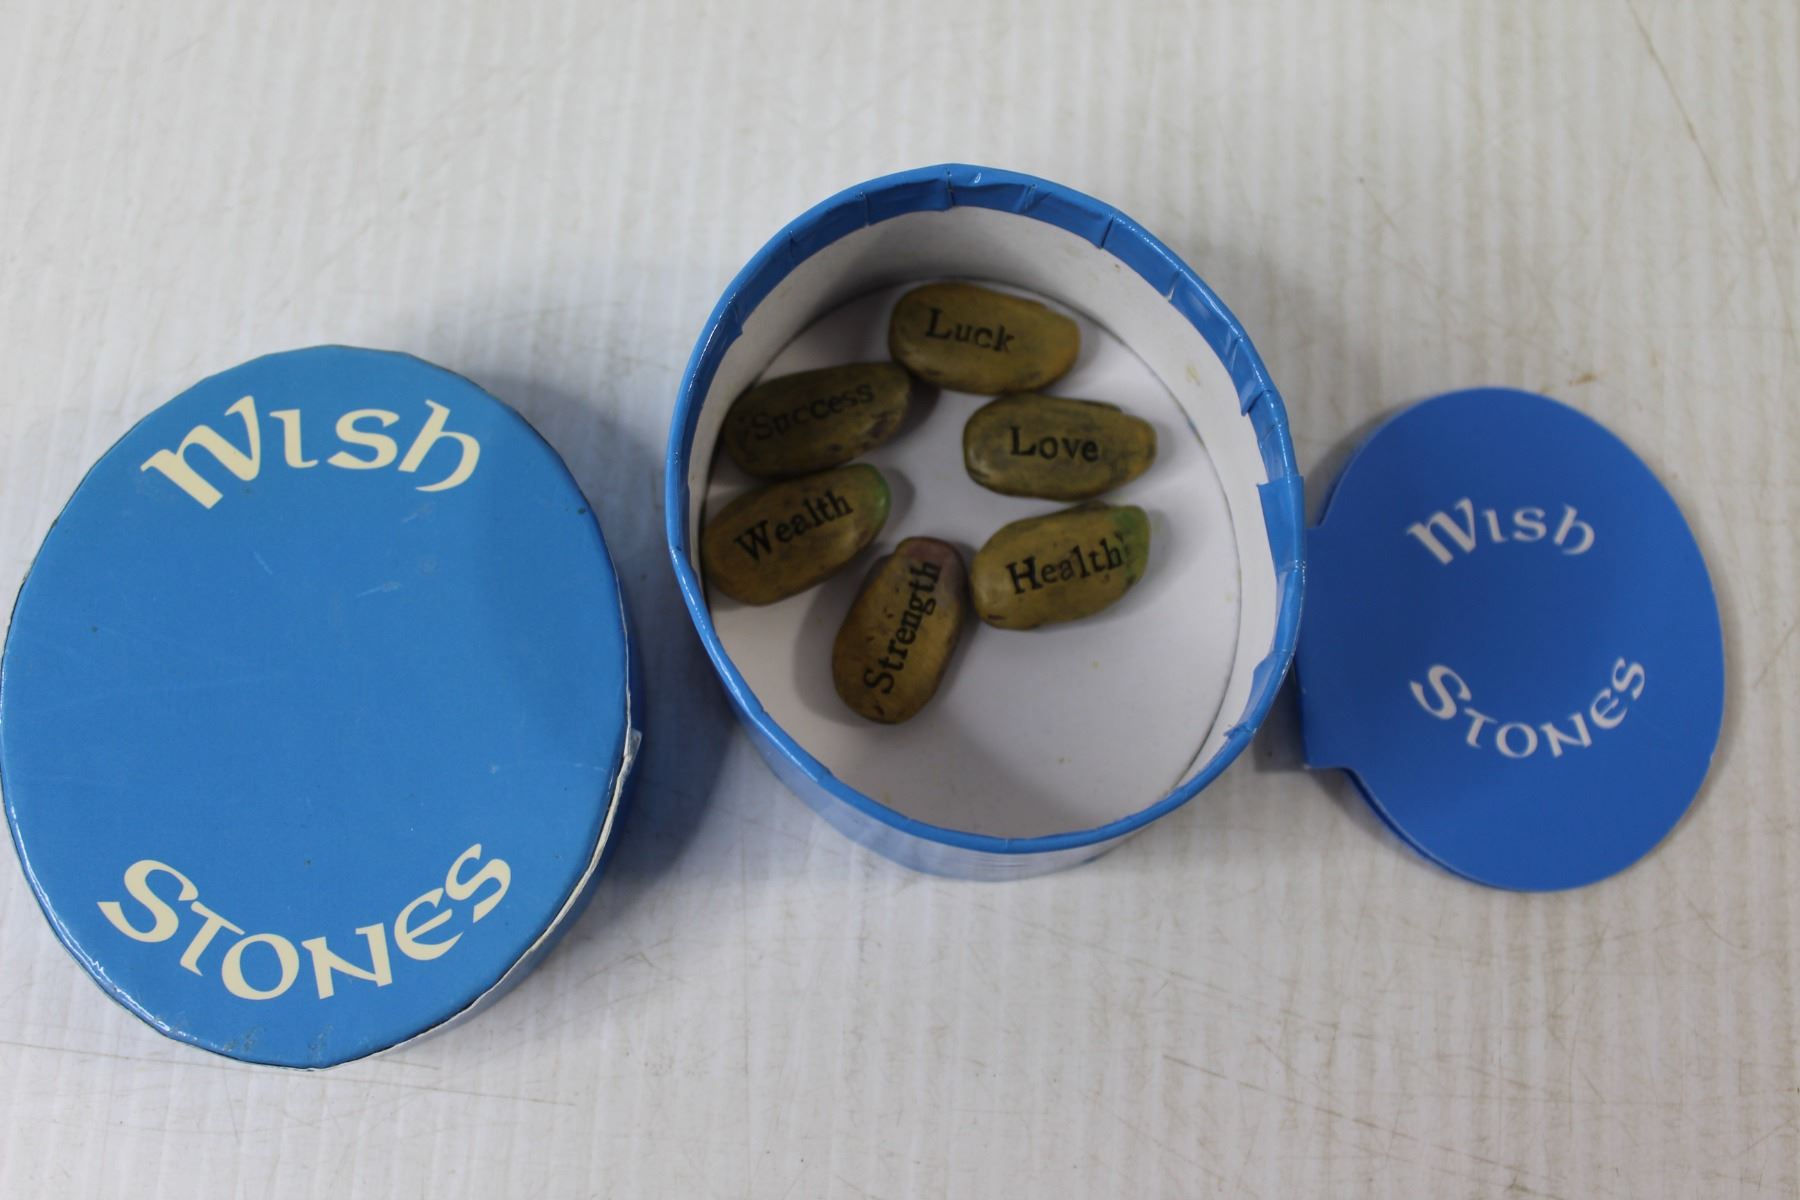 Wish
Stones
Luck
Success
Love
Wealth
Health
Strength
Wish
Stones